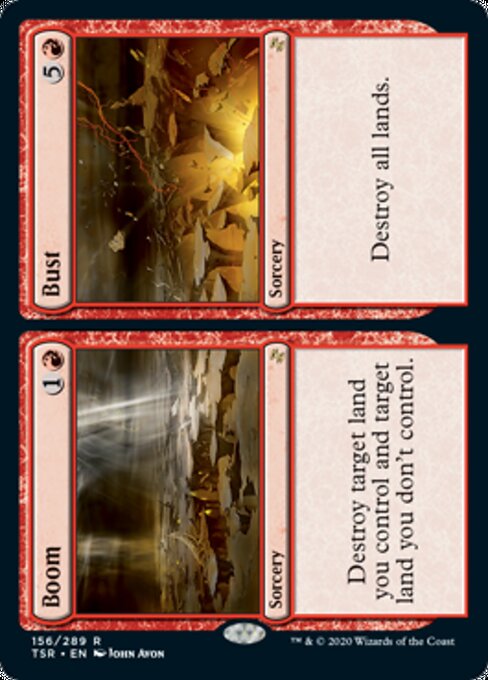 Boom 1
Sorcery
Destroy target land
you control and target
land you don't control.
Bust 5
Sorcery
Destroy all lands.
156/289 R
TSR • EN John Avon
™ & © 2020 Wizards of the Coast